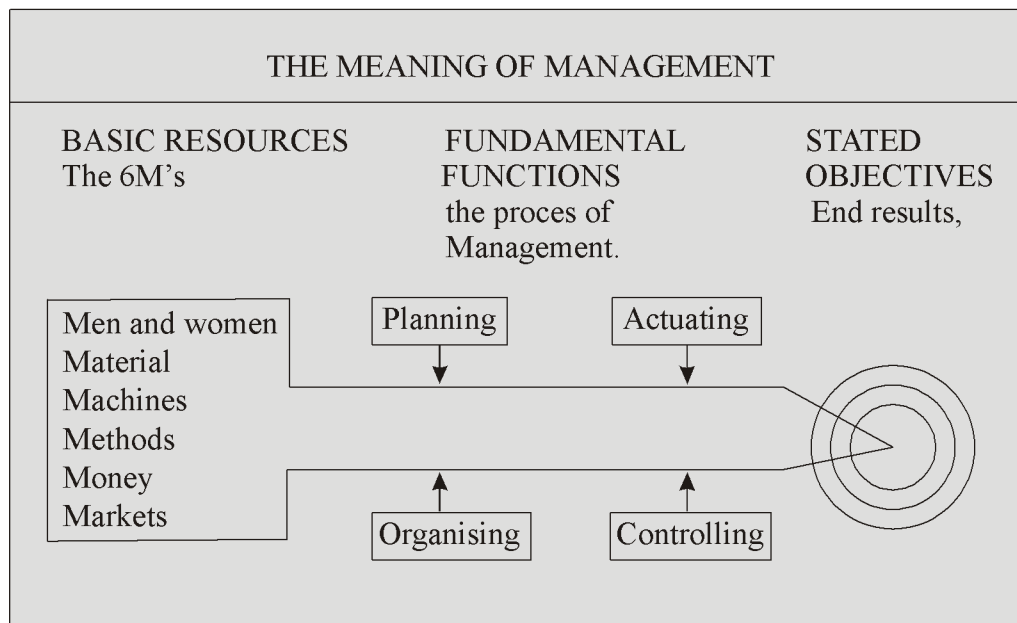 THE MEANING OF MANAGEMENT
BASIC RESOURCES
The 6M's
FUNDAMENTAL
FUNCTIONS
the proces of
Management.
STATED
OBJECTIVES
End results,
Men and women
Material
Machines
Methods
Money
Markets
Planning
Actuating
Organising
Controlling